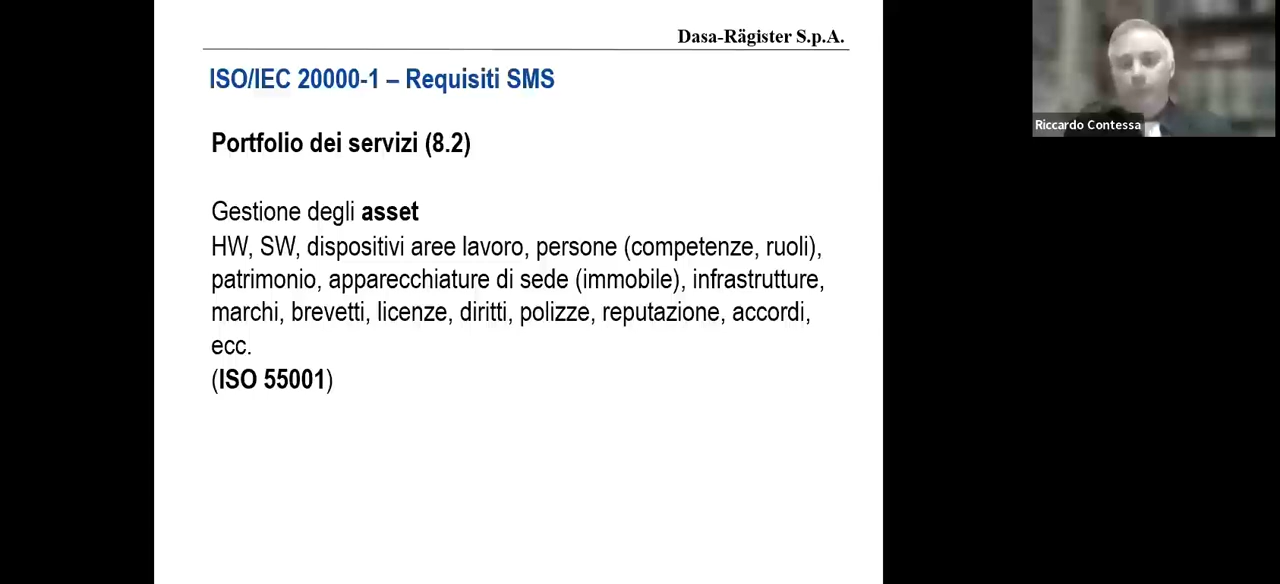 Dasa-Rägister S.p.A.
Riccardo Contessa
ISO/IEC 20000-1 – Requisiti SMS
Portfolio dei servizi (8.2)
Gestione degli asset
HW, SW, dispositivi aree lavoro, persone (competenze, ruoli),
patrimonio, apparecchiature di sede (immobile), infrastrutture,
marchi, brevetti, licenze, diritti, polizze, reputazione, accordi,
ecc.
(ISO 55001)